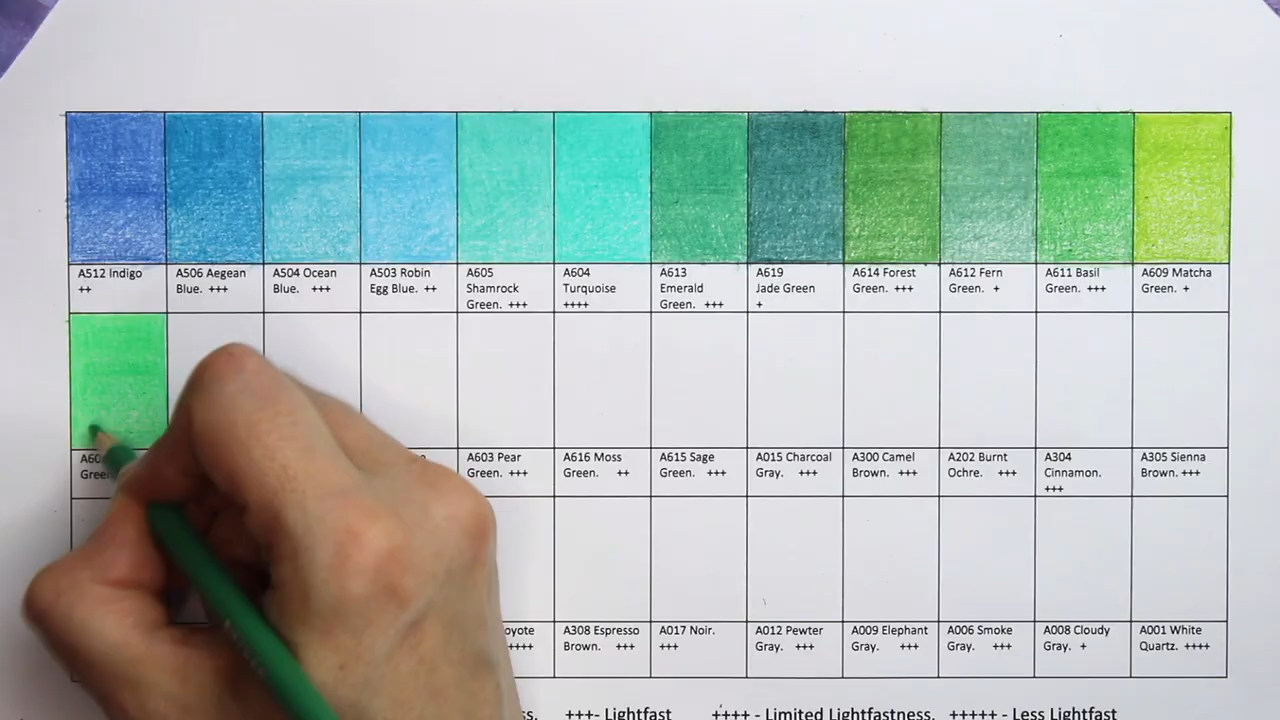 A512 Indigo
++
A506 Aegean
Blue. +++
A504 Ocean
Blue. +++
A503 Robin
Egg Blue. ++
A605
Shamrock
Green. +++
A604
Turquoise
++++
A613
Emerald
Green. +++
A619
Jade Green
+
A614 Forest
Green. +++
A612 Fern
Green. +
A611 Basil
Green. +++
A609 Matcha
Green. +
A603 Pear
Green. +++
A616 Moss
Green. ++
A615 Sage
Green. +++
A015 Charcoal
Gray. +++
A300 Camel
Brown. +++
A202 Burnt
Ochre. +++
A304
Cinnamon.
+++
A305 Sienna
Brown. +++
++++
A308 Espresso
Brown. +++
A017 Noir.
+++
A012 Pewter
Gray. +++
A009 Elephant
Gray. +++
A006 Smoke
Gray. +++
A008 Cloudy
Gray. +
A001 White
Quartz. ++++
+++- Lightfast ++++ - Limited Lightfastness. +++++ - Less Lightfast